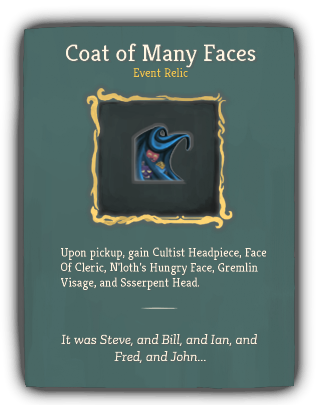 Coat of Many Faces
Event Relic
Upon pickup, gain Cultist Headpiece, Face
Of Cleric, N'loth's Hungry Face, Gremlin
Visage, and Ssserpent Head.
It was Steve, and Bill, and Ian, and
Fred, and John...